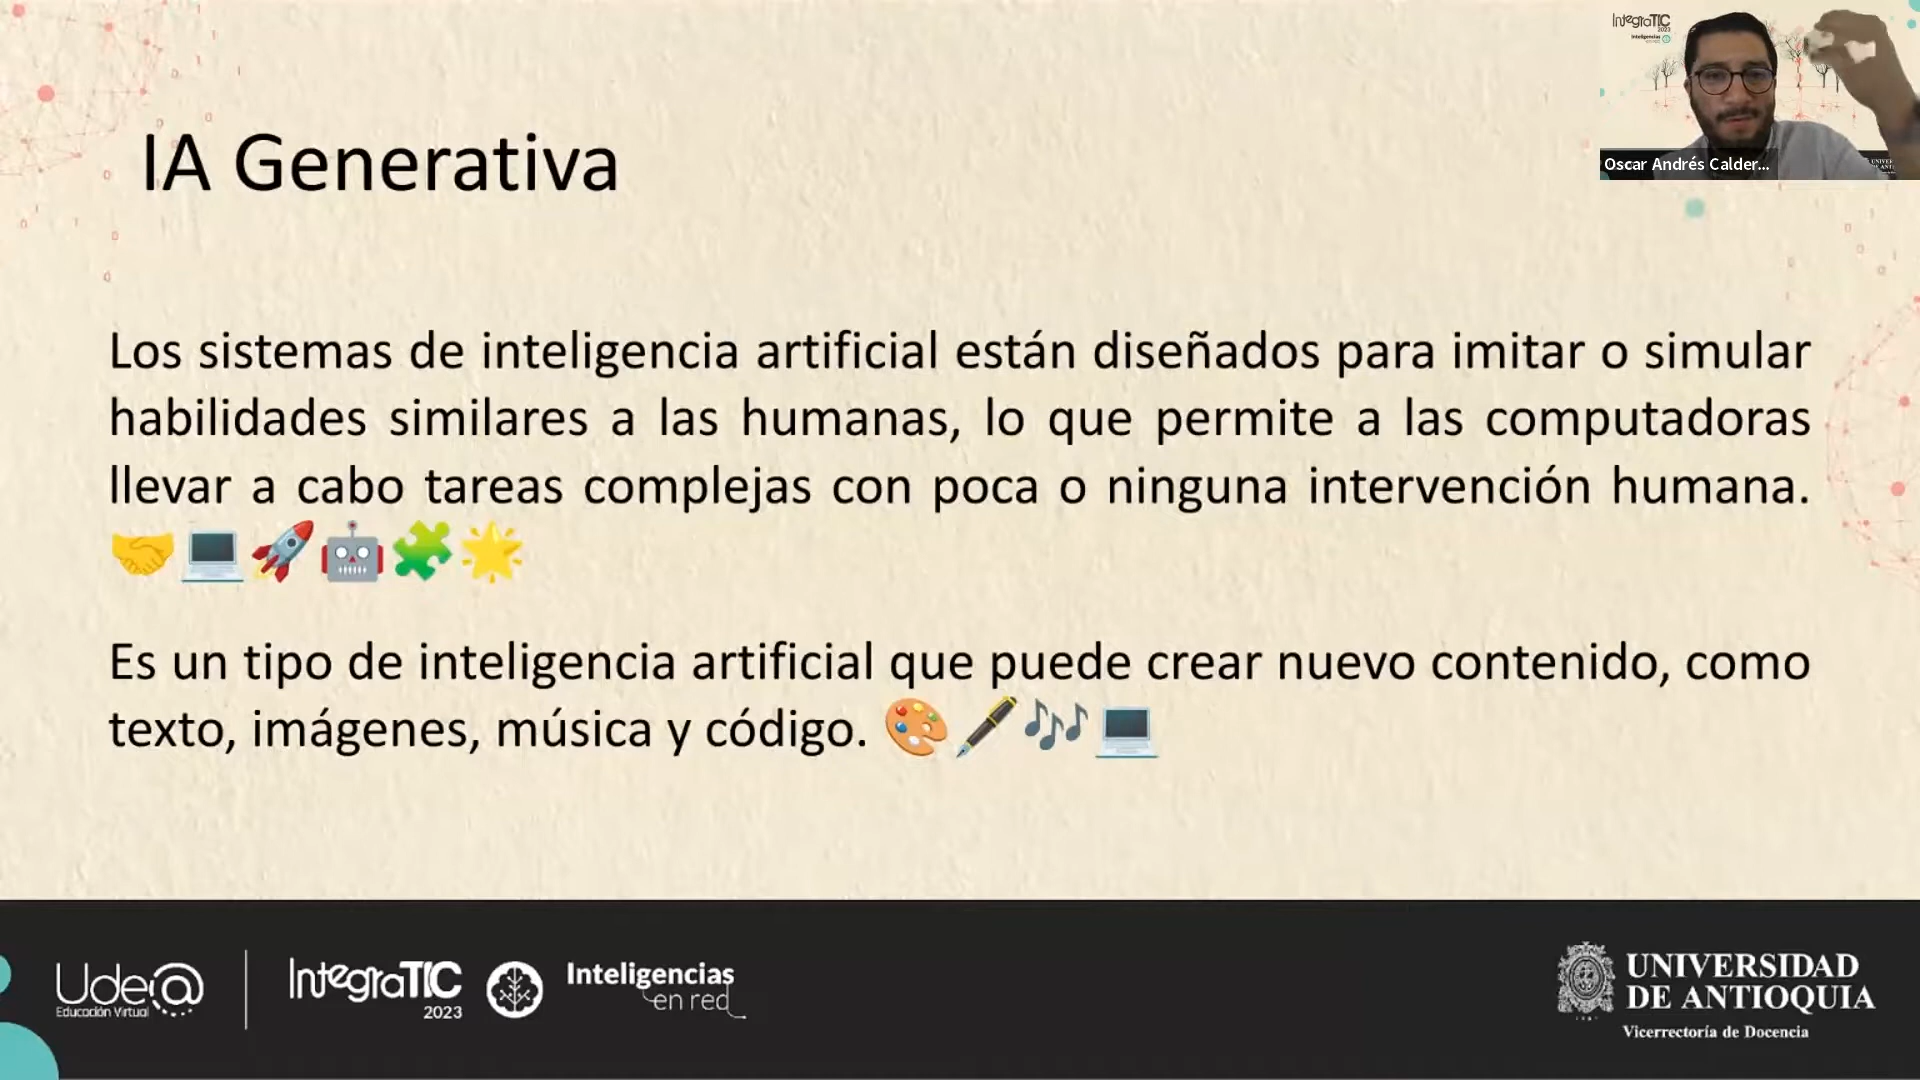 IntegraTIC
2023
Inteligencias
en red
Oscar Andrés Calder...
IA Generativa
Los sistemas de inteligencia artificial están diseñados para imitar o simular
habilidades similares a las humanas, lo que permite a las computadoras
llevar a cabo tareas complejas con poca o ninguna intervención humana.
🤝💻🚀🤖🧩🌟
Es un tipo de inteligencia artificial que puede crear nuevo contenido, como
texto, imágenes, música y código. 🎨🖋️🎶💻
Ude@
Educación Virtual
IntegraTIC
2023
Inteligencias
en red
UNIVERSIDAD
DE ANTIOQUIA
Vicerrectoría de Docencia